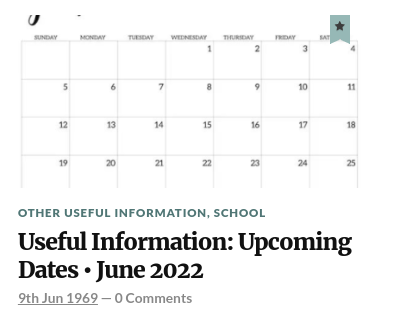 SUNDAY MONDAY TUESDAY WEDNESDAY THURSDAY FRIDAY
1 2 3 4
5 6 7 8 9 10 11
12 13 14 15 16 17 18
19 20 21 22 23 24 25
OTHER USEFUL INFORMATION, SCHOOL
Useful Information: Upcoming
Dates • June 2022
9th Jun 1969 — 0 Comments